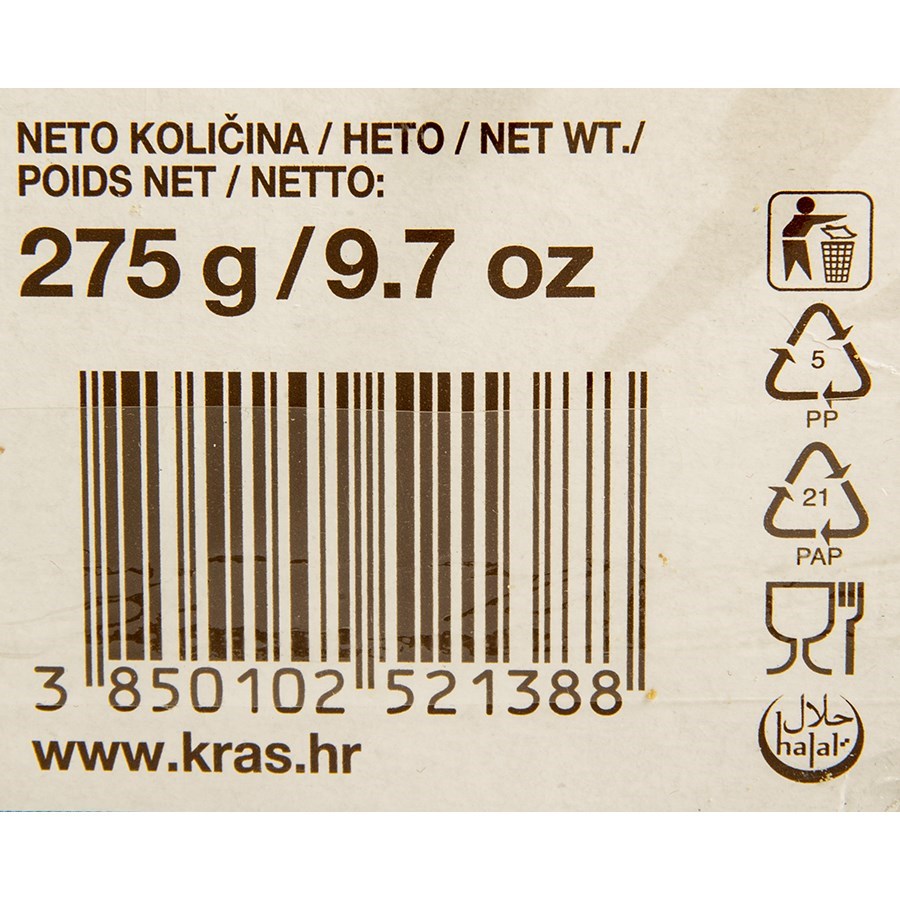 NETO KOLIČINA / НЕТО / NET WT./
POIDS NET / NETTO:
275 g / 9.7 oz
5
PP
21
PAP
3 850102 521388
www.kras.hr
حلال
halal